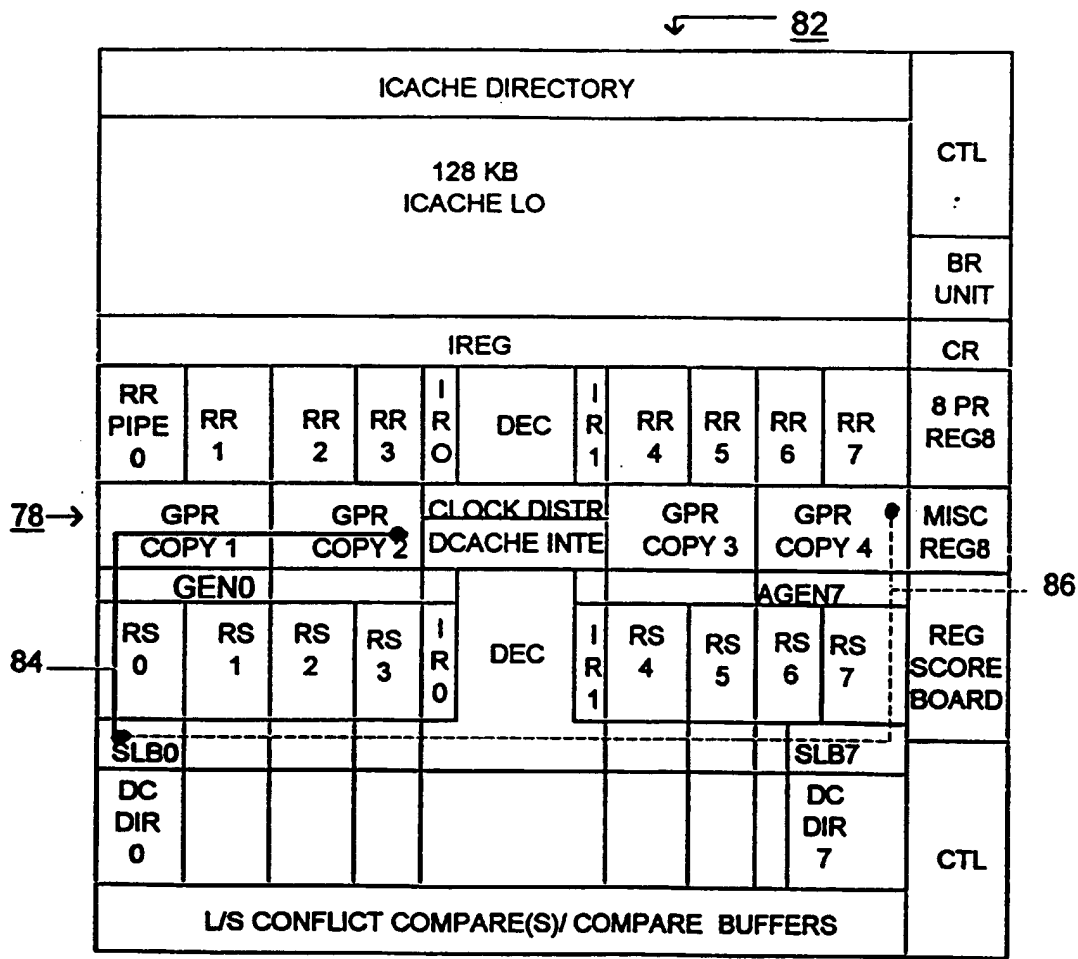 82
ICACHE DIRECTORY
CTL
128 KB
ICACHE LO
BR
UNIT
IREG
CR
RR
PIPE
0
RR
1
RR
2
RR
3
I
R
O
DEC
I
R
1
RR
4
RR
5
RR
6
RR
7
8 PR
REG8
78
GPR
COPY 1
GPR
COPY 2
CLOCK DISTR
DCACHE INTE
GPR
COPY 3
GPR
COPY 4
MISC
REG8
GEN0
AGEN7
86
84
RS
0
RS
1
RS
2
RS
3
I
R
0
DEC
I
R
1
RS
4
RS
5
RS
6
RS
7
REG
SCORE
BOARD
SLB0
SLB7
DC
DIR
0
DC
DIR
7
CTL
L/S CONFLICT COMPARE(S)/ COMPARE BUFFERS